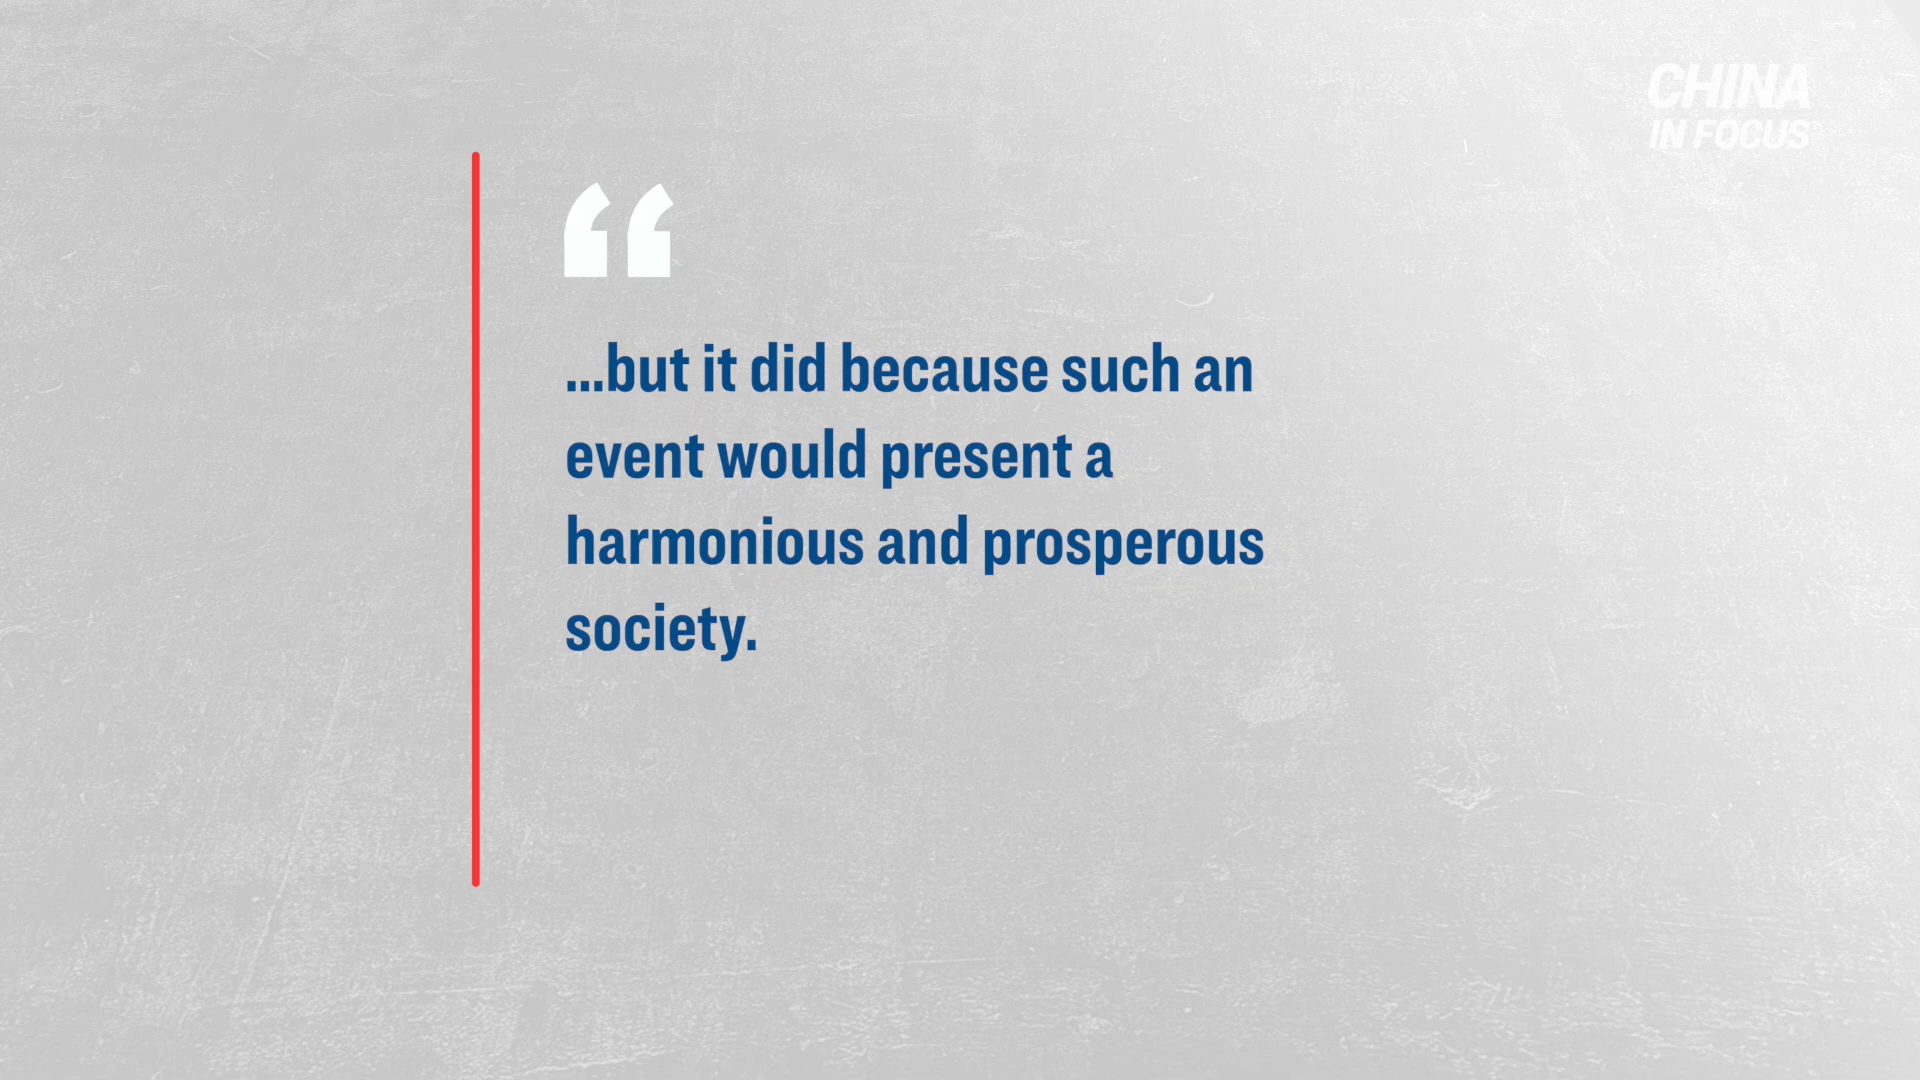 CHINA
IN FOCUS
“
...but it did because such an
event would present a
harmonious and prosperous
society.